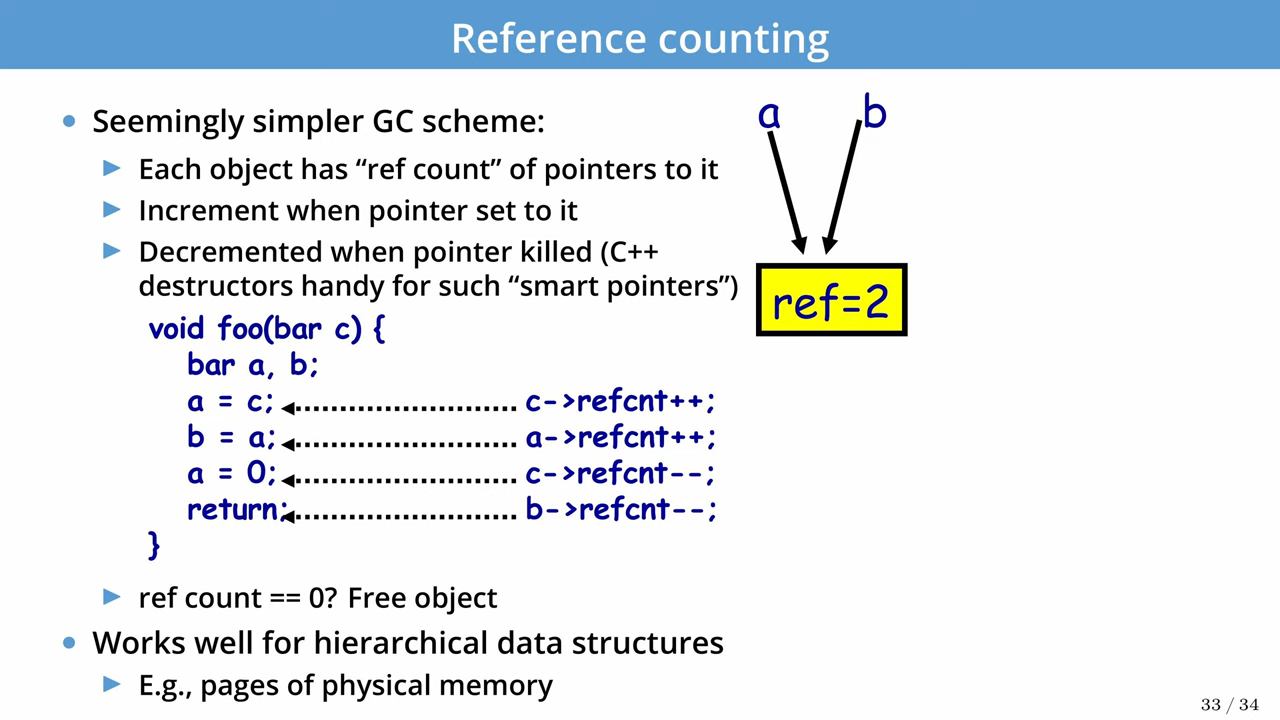 Reference counting
Seemingly simpler GC scheme:
Each object has “ref count” of pointers to it
Increment when pointer set to it
Decremented when pointer killed (C++
destructors handy for such “smart pointers”)
void foo(bar c) {
bar a, b;
a = c; c->refcnt++;
b = a; a->refcnt++;
a = 0; c->refcnt--;
return; b->refcnt--;
}
ref count == 0? Free object
Works well for hierarchical data structures
E.g., pages of physical memory
a b
ref=2
33 / 34